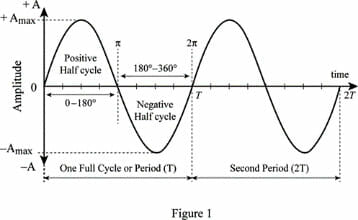 +A
+Amax
π
2π
Positive
Half cycle
180°–360°
0–180°
Amplitude
0
Negative
Half cycle
T
time
2T
–Amax
–A
One Full Cycle or Period (T)
Second Period (2T)
Figure 1